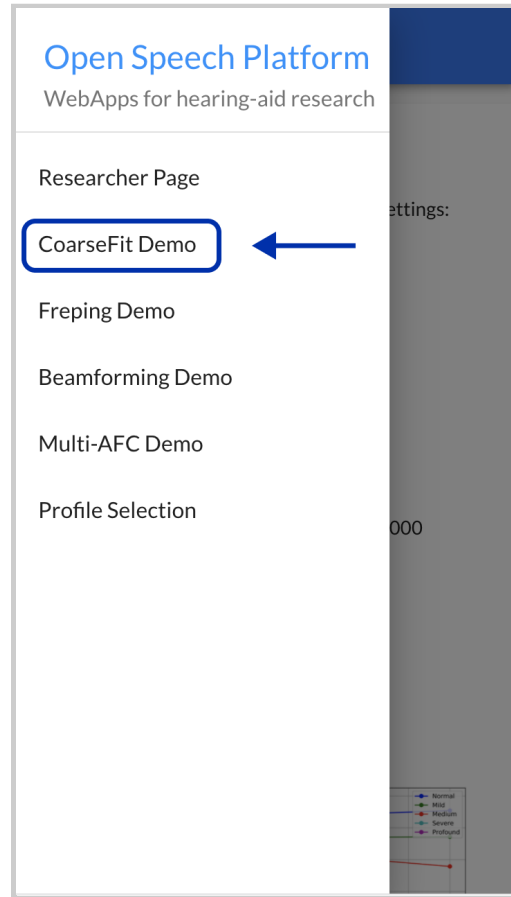 Open Speech Platform
WebApps for hearing-aid research
Researcher Page
ettings:
CoarseFit Demo
Freping Demo
Beamforming Demo
Multi-AFC Demo
Profile Selection
000
Normal
Mild
Medium
Severe
Profound